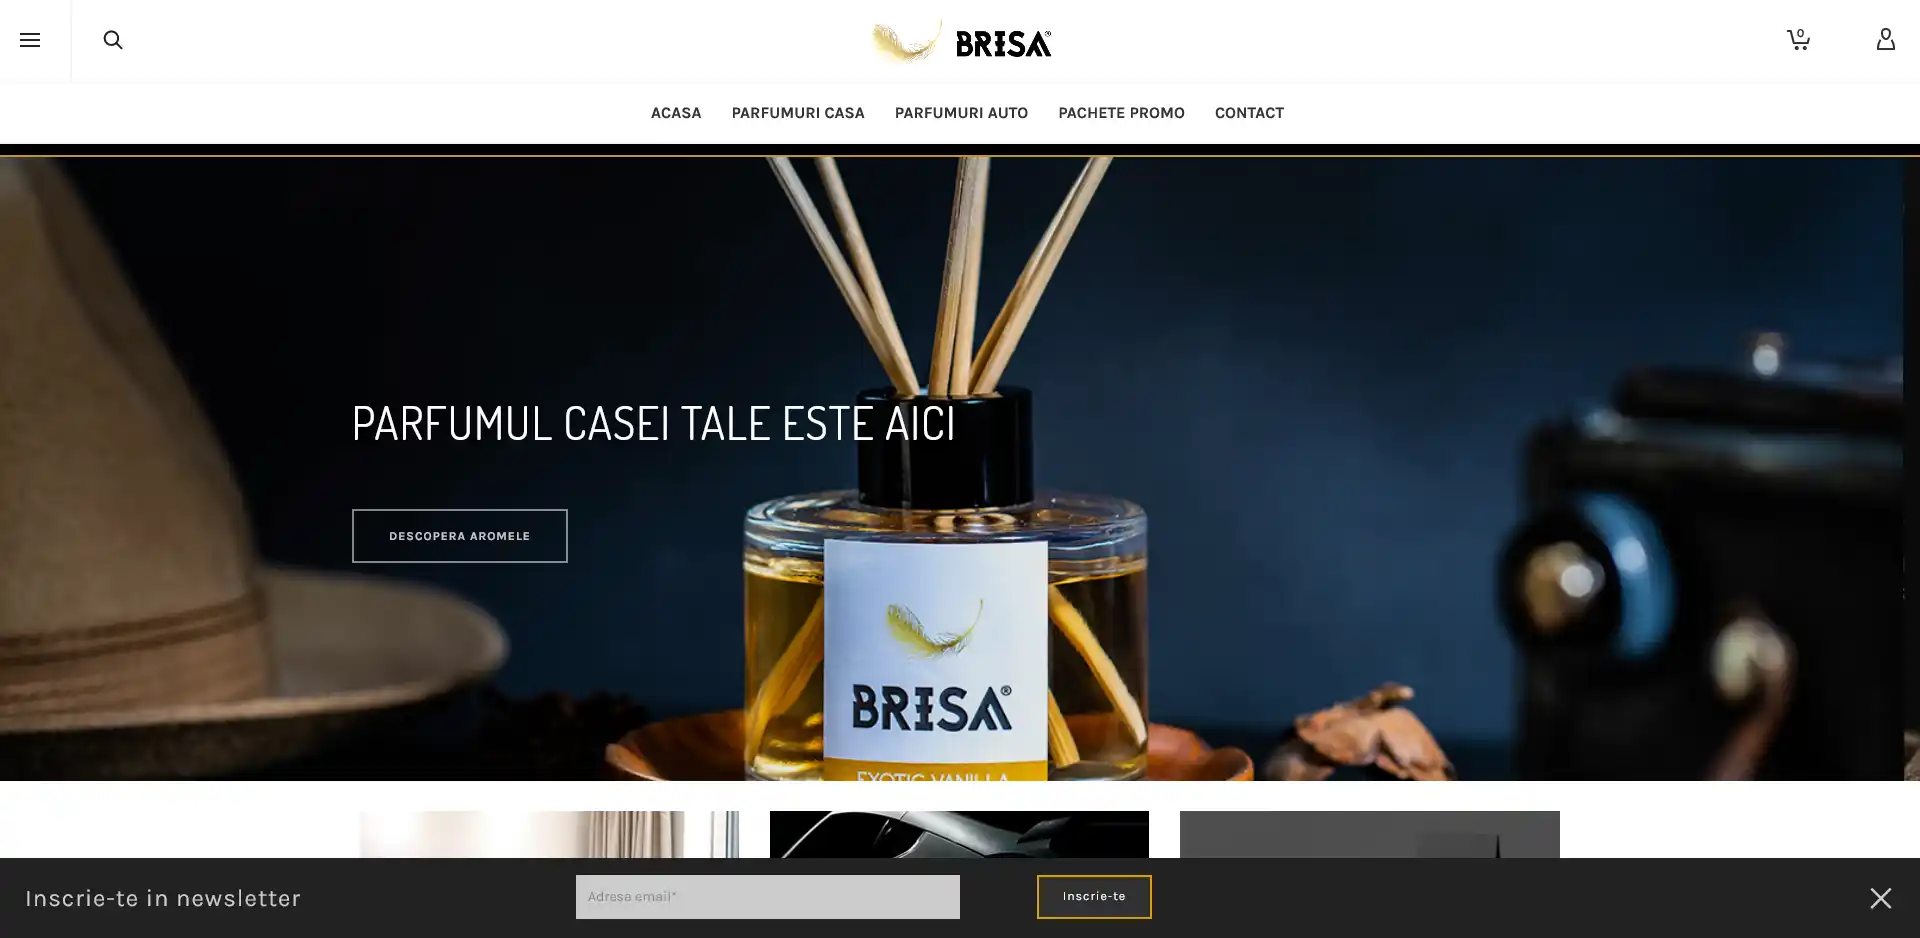 BRISA®
0
ACASA PARFUMURI CASA PARFUMURI AUTO PACHETE PROMO CONTACT
PARFUMUL CASEI TALE ESTE AICI
DESCOPERA AROMELE
BRISA®
EXOTIC VANILLA
Inscrie-te in newsletter
Adresa email*
Inscrie-te